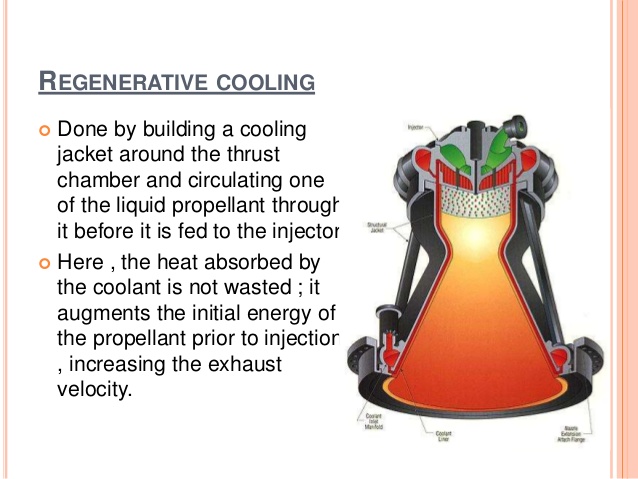 REGENERATIVE COOLING
Done by building a cooling
jacket around the thrust
chamber and circulating one
of the liquid propellant through
it before it is fed to the injector
Here , the heat absorbed by
the coolant is not wasted ; it
augments the initial energy of
the propellant prior to injection
, increasing the exhaust
velocity.
Injector
Structural
Jacket
Coolant
Inlet
Manifold
Coolant
Liner
Nozzle
Extension
Attach Flange